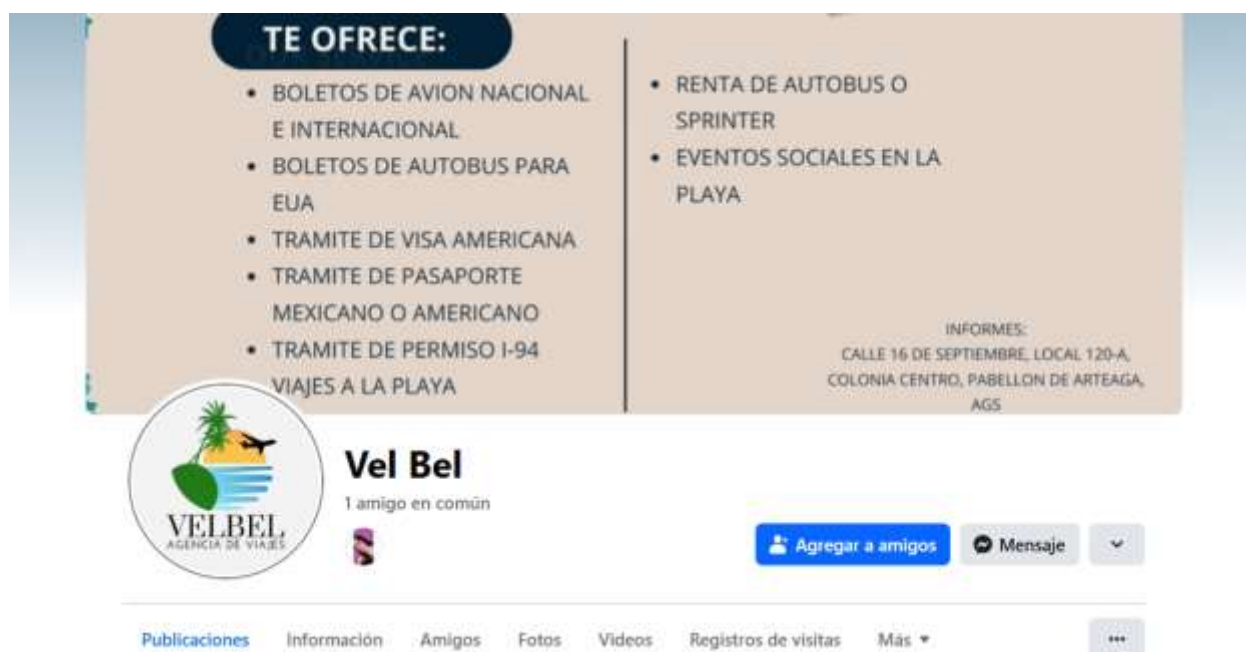 TE OFRECE:
• BOLETOS DE AVION NACIONAL
E INTERNACIONAL
• BOLETOS DE AUTOBUS PARA
EUA
• TRAMITE DE VISA AMERICANA
• TRAMITE DE PASAPORTE
MEXICANO O AMERICANO
• TRAMITE DE PERMISO I-94
VIAJES A LA PLAYA
• RENTA DE AUTOBUS O
SPRINTER
• EVENTOS SOCIALES EN LA
PLAYA
INFORMES:
CALLE 16 DE SEPTIEMBRE, LOCAL 120-A,
COLONIA CENTRO, PABELLON DE ARTEAGA,
AGS
VELBEL
AGENCIA DE VIAJES
Vel Bel
1 amigo en común
Agregar a amigos
Mensaje
Publicaciones Información Amigos Fotos Videos Registros de visitas Más